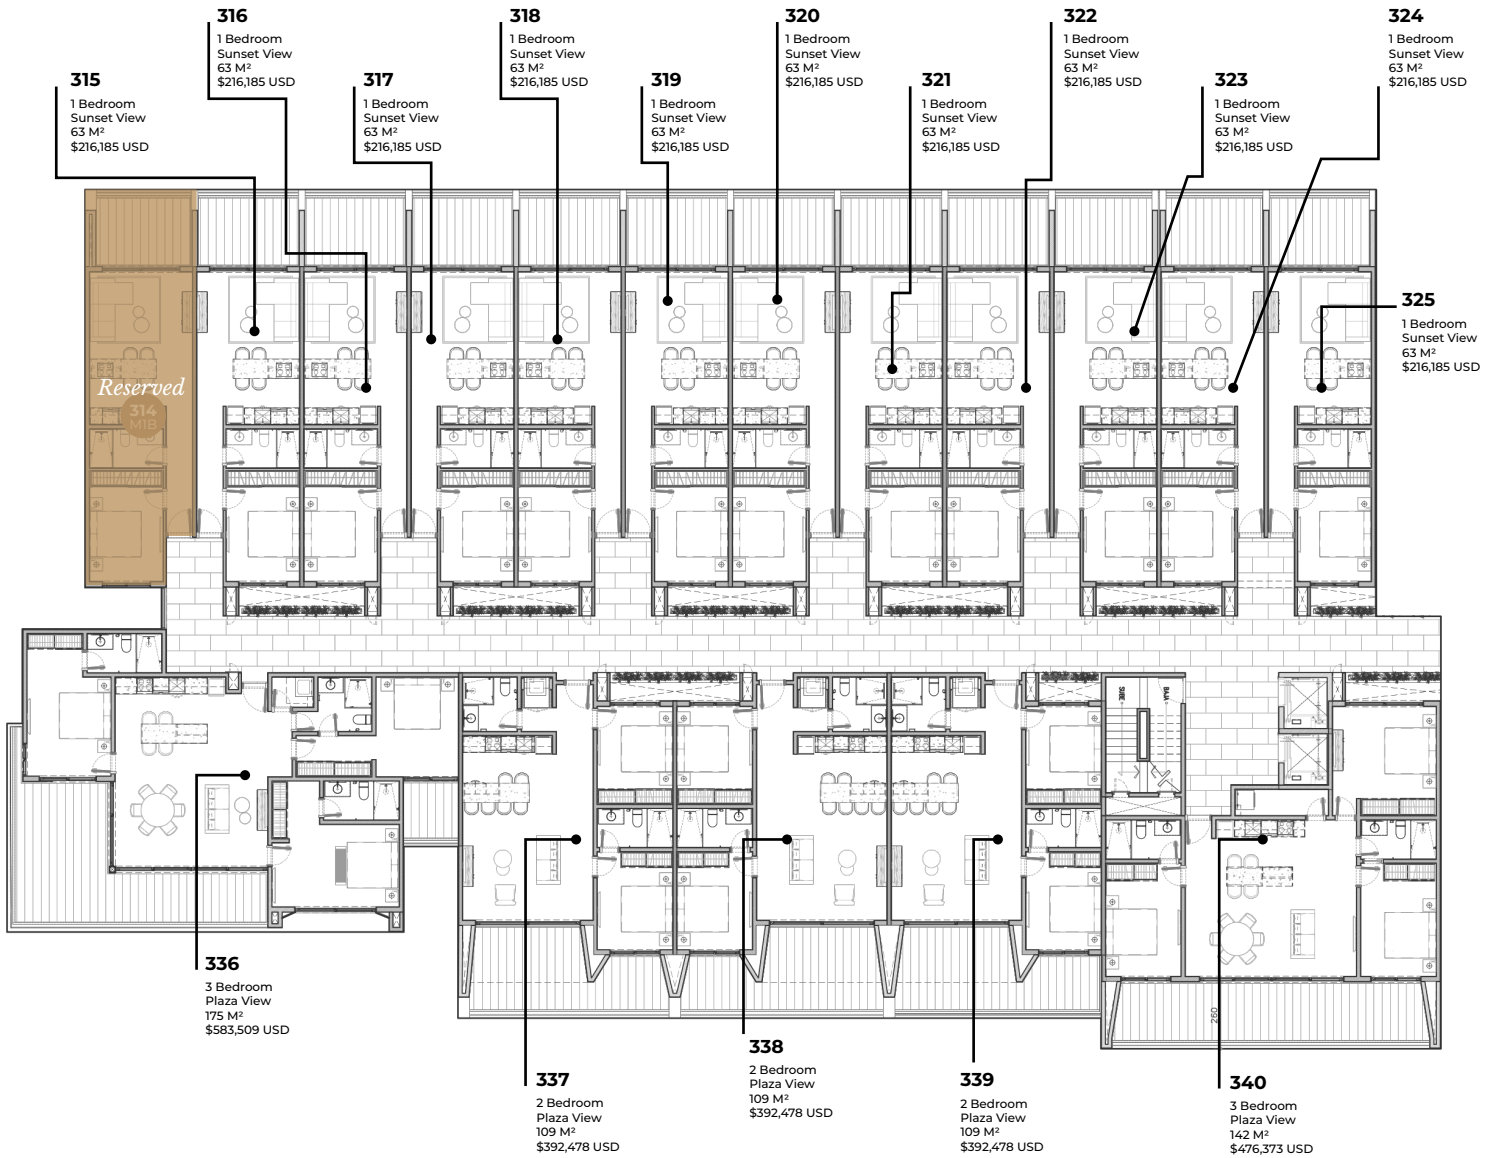 316
1 Bedroom
Sunset View
63 M²
$216,185 USD
318
1 Bedroom
Sunset View
63 M²
$216,185 USD
320
1 Bedroom
Sunset View
63 M²
$216,185 USD
322
1 Bedroom
Sunset View
63 M²
$216,185 USD
324
1 Bedroom
Sunset View
63 M²
$216,185 USD
315
1 Bedroom
Sunset View
63 M²
$216,185 USD
317
1 Bedroom
Sunset View
63 M²
$216,185 USD
319
1 Bedroom
Sunset View
63 M²
$216,185 USD
321
1 Bedroom
Sunset View
63 M²
$216,185 USD
323
1 Bedroom
Sunset View
63 M²
$216,185 USD
325
1 Bedroom
Sunset View
63 M²
$216,185 USD
Reserved
314
M1B
SUBE
BAJA
336
3 Bedroom
Plaza View
175 M²
$583,509 USD
337
2 Bedroom
Plaza View
109 M²
$392,478 USD
338
2 Bedroom
Plaza View
109 M²
$392,478 USD
339
2 Bedroom
Plaza View
109 M²
$392,478 USD
260
340
3 Bedroom
Plaza View
142 M²
$476,373 USD